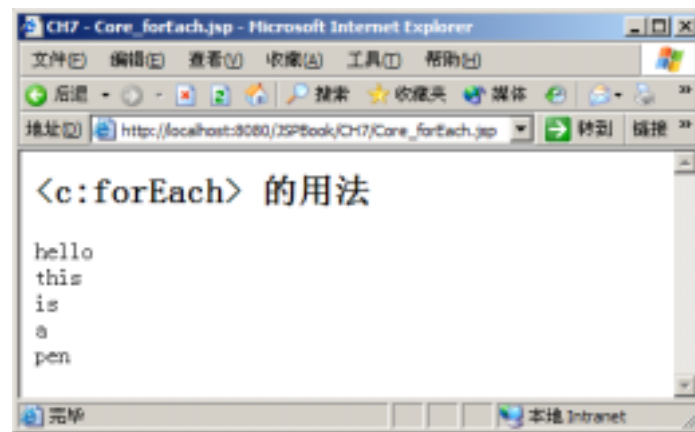 CH7 - Core_forEach.jsp - Microsoft Internet Explorer
文件(F) 编辑(E) 查看(V) 收藏(A) 工具(T) 帮助(H)
后退 搜索 收藏夹 媒体
地址(D) http://localhost:8080/JSPBook/CH7/Core_forEach.jsp 转到 链接
<c:forEach> 的用法
hello
this
is
a
pen
完毕 本地 Intranet